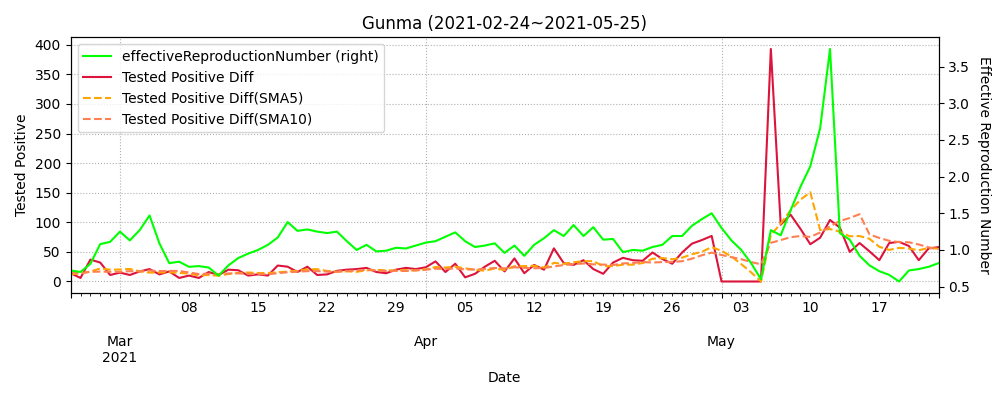 Gunma (2021-02-24~2021-05-25)
effectiveReproductionNumber (right)
Tested Positive Diff
Tested Positive Diff(SMA5)
Tested Positive Diff(SMA10)
Tested Positive
400
350
300
250
200
150
100
50
0
Effective Reproduction Number
3.5
3.0
2.5
2.0
1.5
1.0
0.5
08 15 22 29 05 12 19 26 03 10 17
Mar Apr May
2021
Date